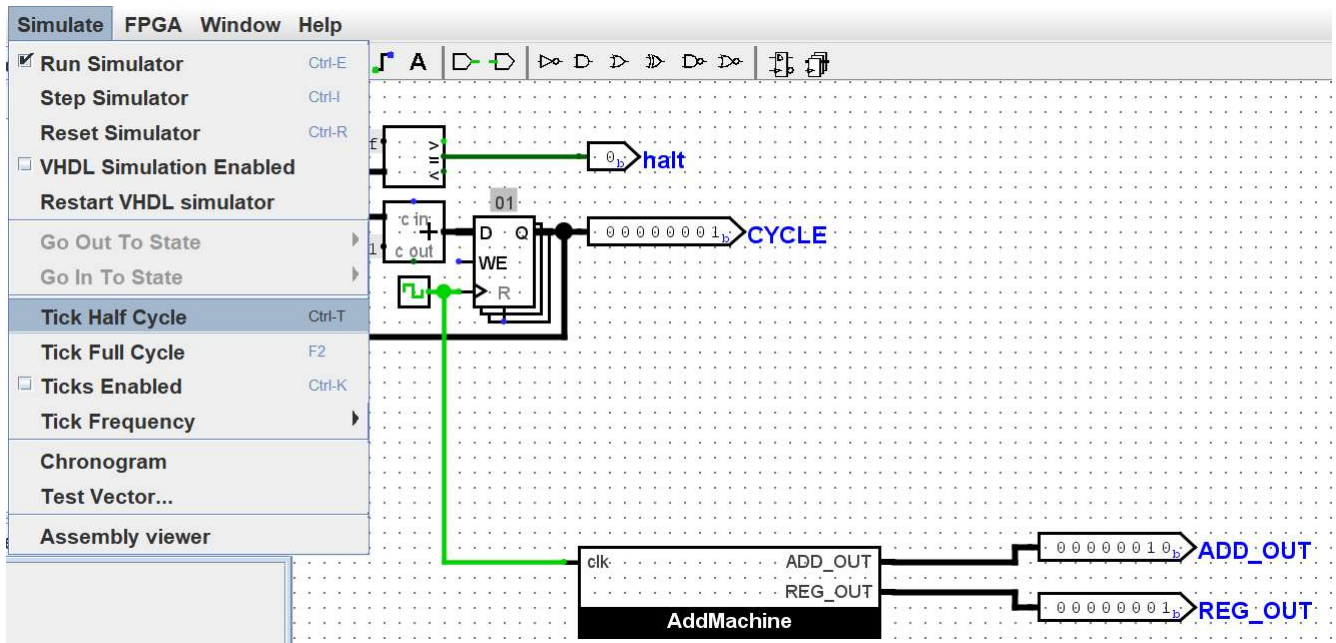 Simulate FPGA Window Help
Run Simulator Ctrl-E
A
Step Simulator Ctrl-I
Reset Simulator Ctrl-R
VHDL Simulation Enabled
Restart VHDL simulator
Go Out To State
Go In To State
Tick Half Cycle Ctrl-T
Tick Full Cycle F2
Ticks Enabled Ctrl-K
Tick Frequency
Chronogram
Test Vector...
Assembly viewer
f
>
=
<
0b halt
01
c in
+
1 c out
D Q
WE
R
00000001b CYCLE
clk ADD_OUT
REG_OUT
AddMachine
00000010b ADD_OUT
00000001b REG_OUT